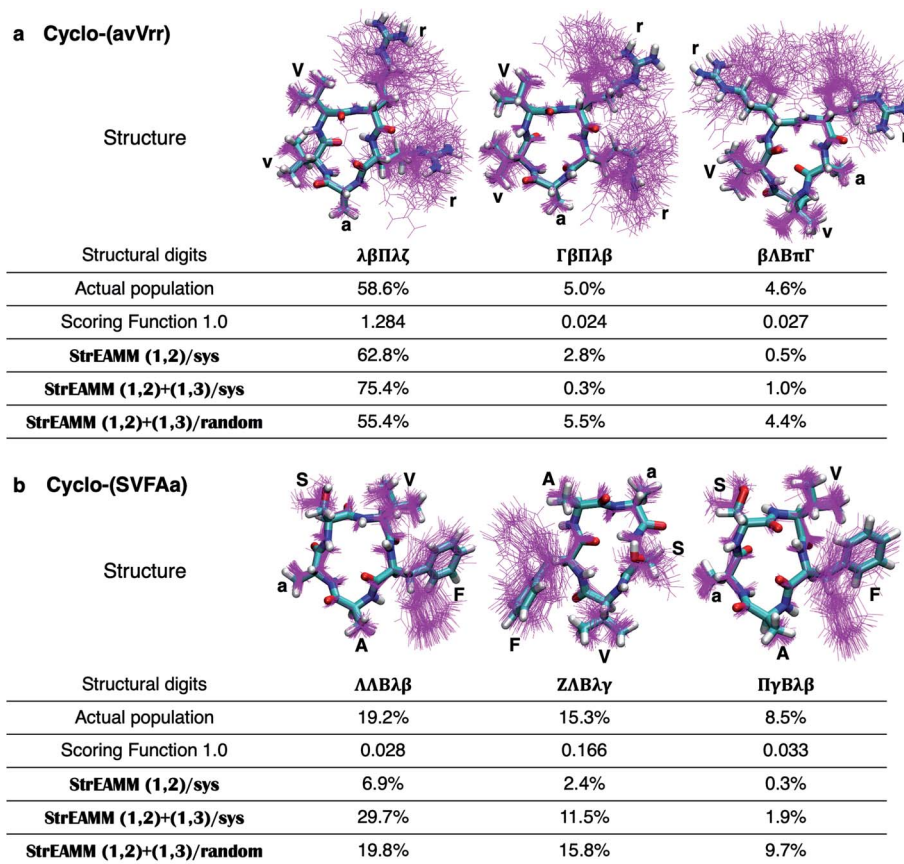 a Cyclo-(avVrr)
r
V
v
a
r
r
V
v
a
r
r
V
a
v
Structure
Structural digits λβΠλζ ΓβΠλβ βΛBπΓ
Actual population 58.6% 5.0% 4.6%
Scoring Function 1.0 1.284 0.024 0.027
StrEAMM (1,2)/sys 62.8% 2.8% 0.5%
StrEAMM (1,2)+(1,3)/sys 75.4% 0.3% 1.0%
StrEAMM (1,2)+(1,3)/random 55.4% 5.5% 4.4%
b Cyclo-(SVFAa)
S
V
a
F
A
A
a
S
F
V
S
V
a
F
A
Structure
Structural digits ΛΛBλβ ZΛBλγ ΠγBλβ
Actual population 19.2% 15.3% 8.5%
Scoring Function 1.0 0.028 0.166 0.033
StrEAMM (1,2)/sys 6.9% 2.4% 0.3%
StrEAMM (1,2)+(1,3)/sys 29.7% 11.5% 1.9%
StrEAMM (1,2)+(1,3)/random 19.8% 15.8% 9.7%